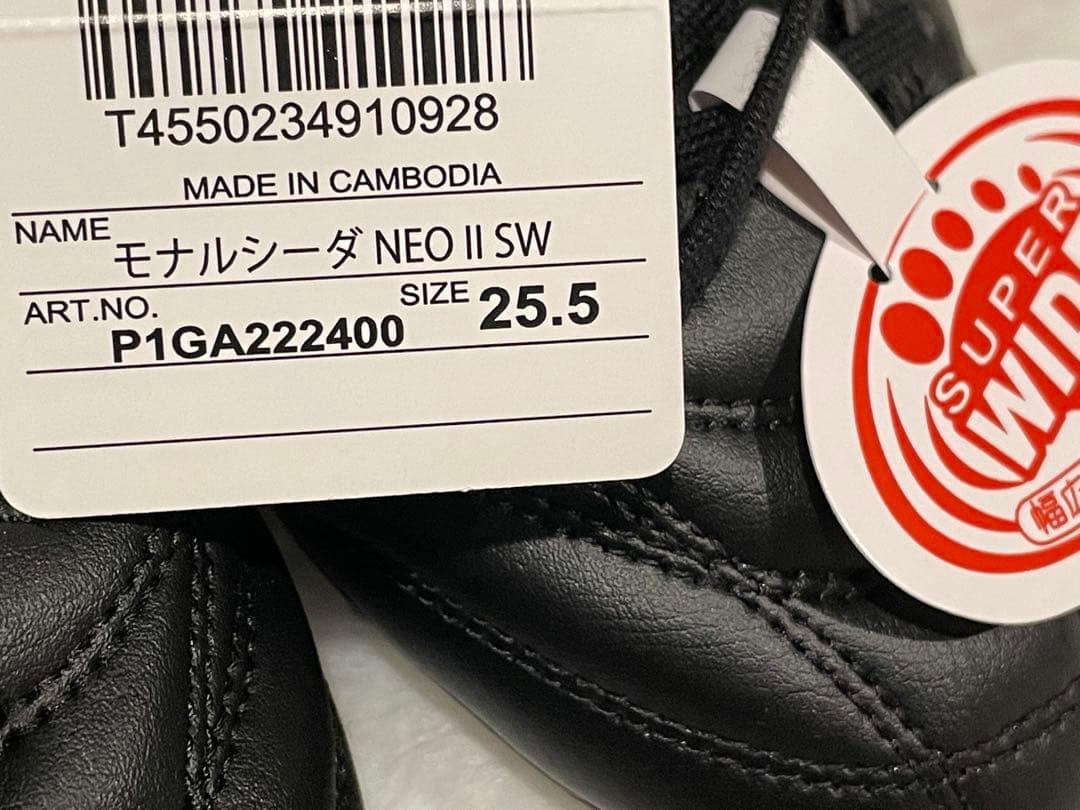 T4550234910928
MADE IN CAMBODIA
NAME モナルシーダ NEO II SW
ART.NO. P1GA222400 SIZE 25.5
SUPER